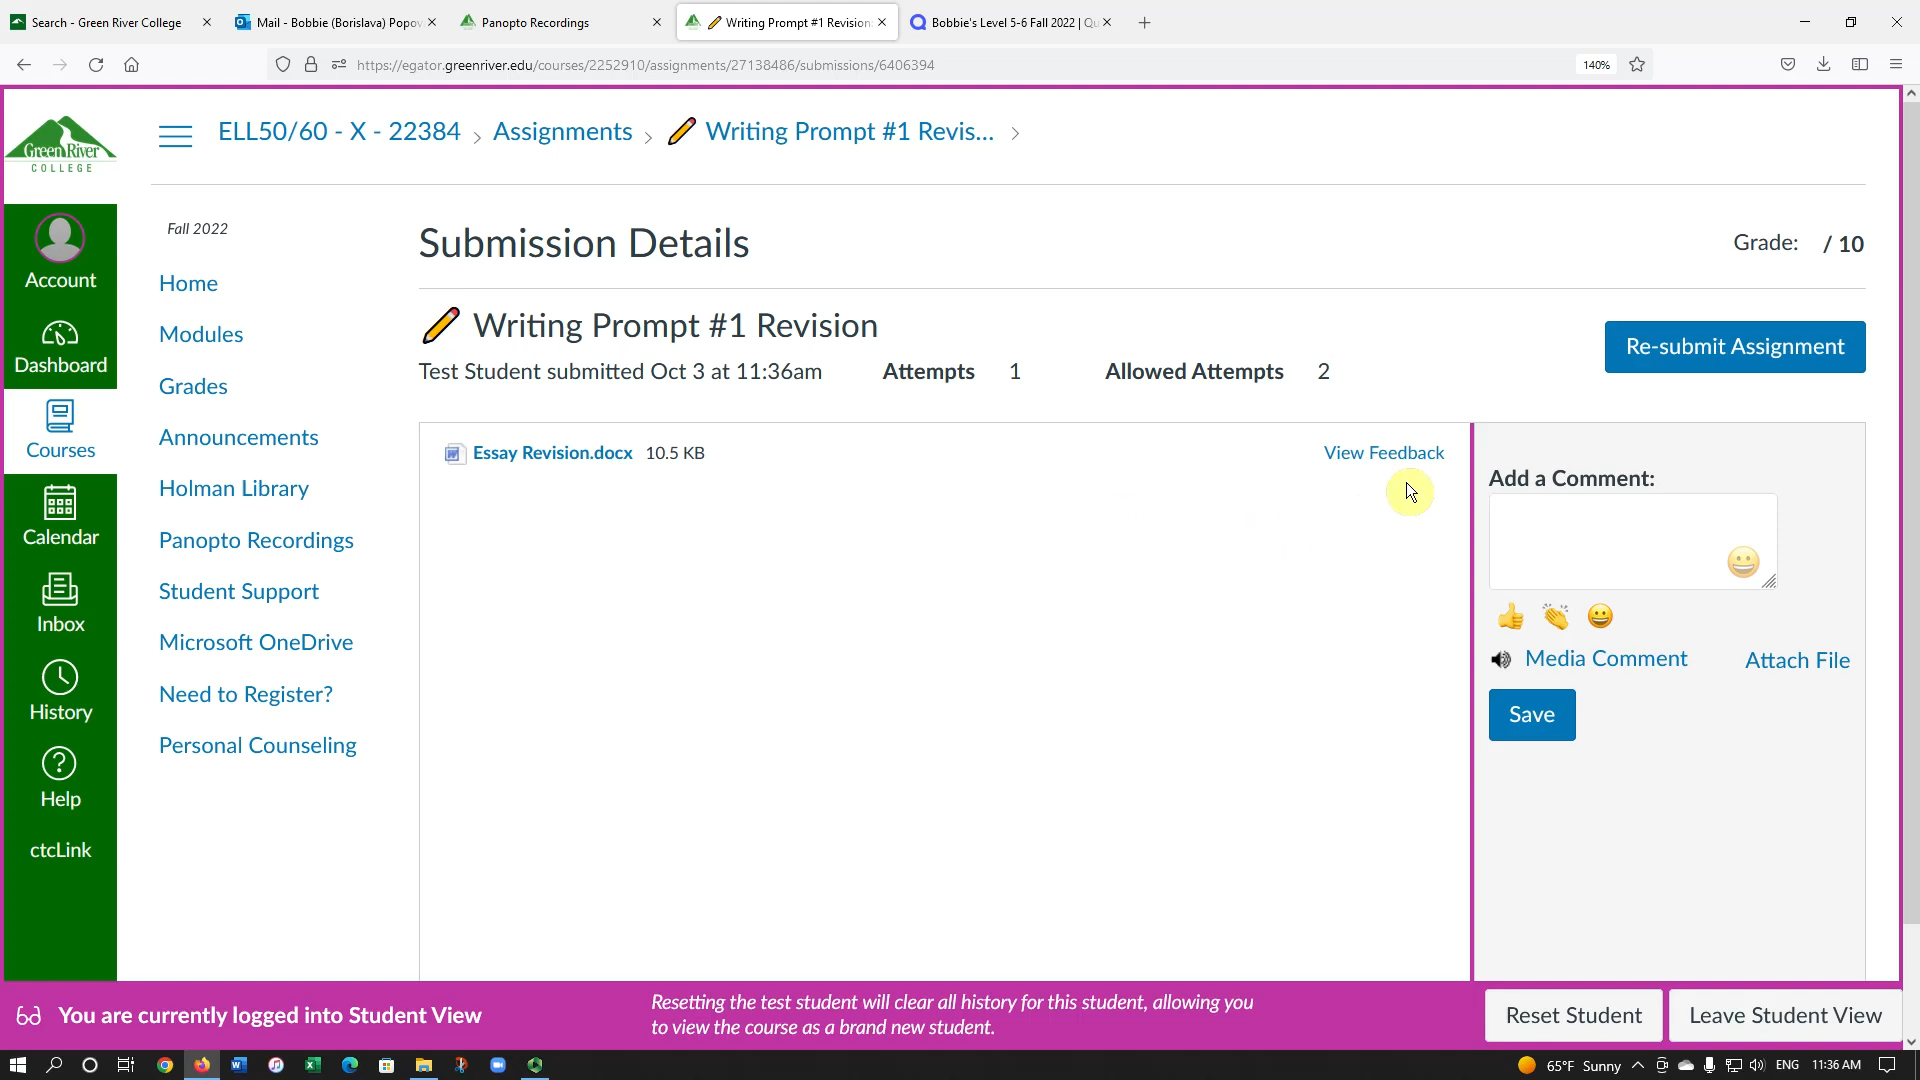 Search - Green River College
Mail - Bobbie (Borislava) Popov
Panopto Recordings
Writing Prompt #1 Revision:
Bobbie's Level 5-6 Fall 2022 | Qu
https://egator.greenriver.edu/courses/2252910/assignments/27138486/submissions/6406394
140%
Green River
COLLEGE
ELL50/60 - X - 22384
Assignments
Writing Prompt #1 Revis...
Account
Dashboard
Courses
Calendar
Inbox
History
Help
ctcLink
Fall 2022
Home
Modules
Grades
Announcements
Holman Library
Panopto Recordings
Student Support
Microsoft OneDrive
Need to Register?
Personal Counseling
Submission Details
Grade: / 10
Writing Prompt #1 Revision
Re-submit Assignment
Test Student submitted Oct 3 at 11:36am Attempts 1 Allowed Attempts 2
Essay Revision.docx 10.5 KB
View Feedback
Add a Comment:
Media Comment
Attach File
Save
You are currently logged into Student View
Resetting the test student will clear all history for this student, allowing you
to view the course as a brand new student.
Reset Student
Leave Student View
65°F Sunny
ENG
11:36 AM